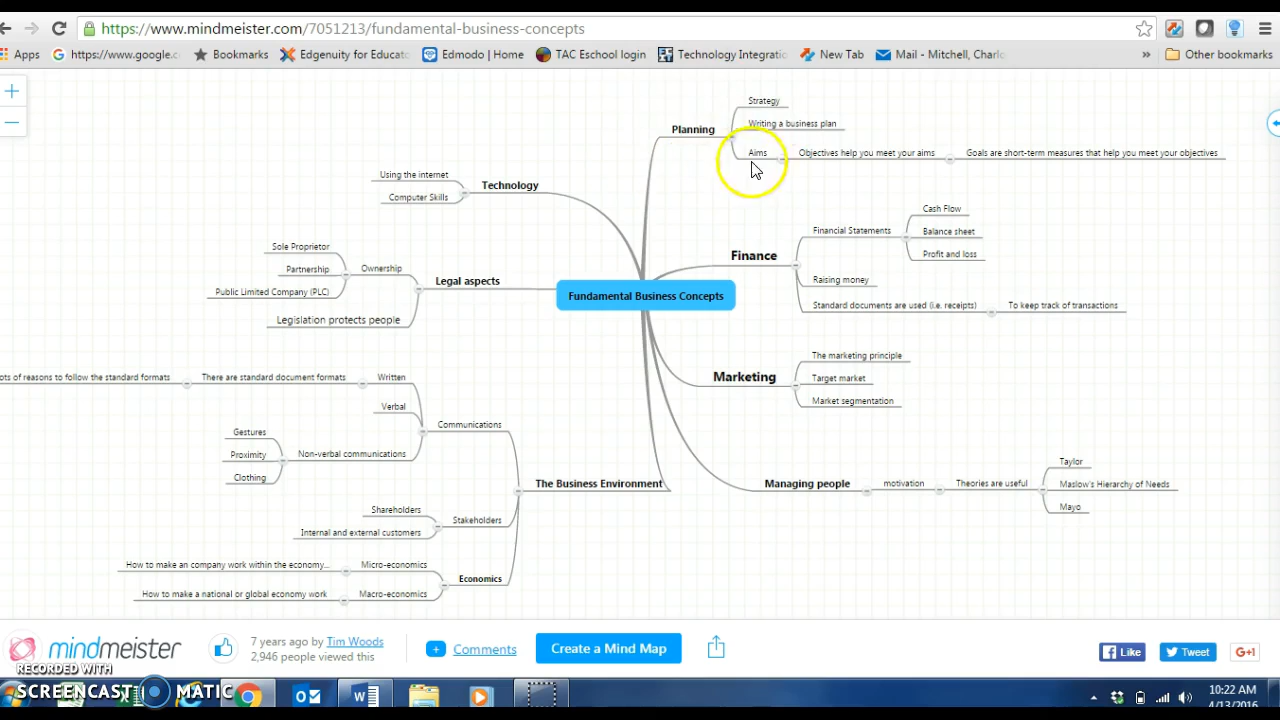 https://www.mindmeister.com/7051213/fundamental-business-concepts
Apps https://www.google.c Bookmarks Edgenuity for Educato Edmodo | Home TAC Eschool login Technology Integratio New Tab Mail - Mitchell, Charlo » Other bookmarks
+
−
Planning
Strategy
Writing a business plan
Aims
Objectives help you meet your aims
Goals are short-term measures that help you meet your objectives
Technology
Using the internet
Computer Skills
Finance
Financial Statements
Cash Flow
Balance sheet
Profit and loss
Raising money
Standard documents are used (i.e. receipts)
To keep track of transactions
Legal aspects
Ownership
Sole Proprietor
Partnership
Public Limited Company (PLC)
Legislation protects people
Fundamental Business Concepts
Marketing
The marketing principle
Target market
Market segmentation
Managing people
motivation
Theories are useful
Taylor
Maslow's Hierarchy of Needs
Mayo
The Business Environment
Communications
Written
There are standard document formats
ots of reasons to follow the standard formats
Verbal
Non-verbal communications
Gestures
Proximity
Clothing
Stakeholders
Shareholders
Internal and external customers
Economics
Micro-economics
How to make an company work within the economy...
Macro-economics
How to make a national or global economy work
mindmeister
7 years ago by Tim Woods
2,946 people viewed this
+ Comments
Create a Mind Map
Like
Tweet
G+1
RECORDED WITH
SCREENCAST MATIC
10:22 AM
4/13/2016